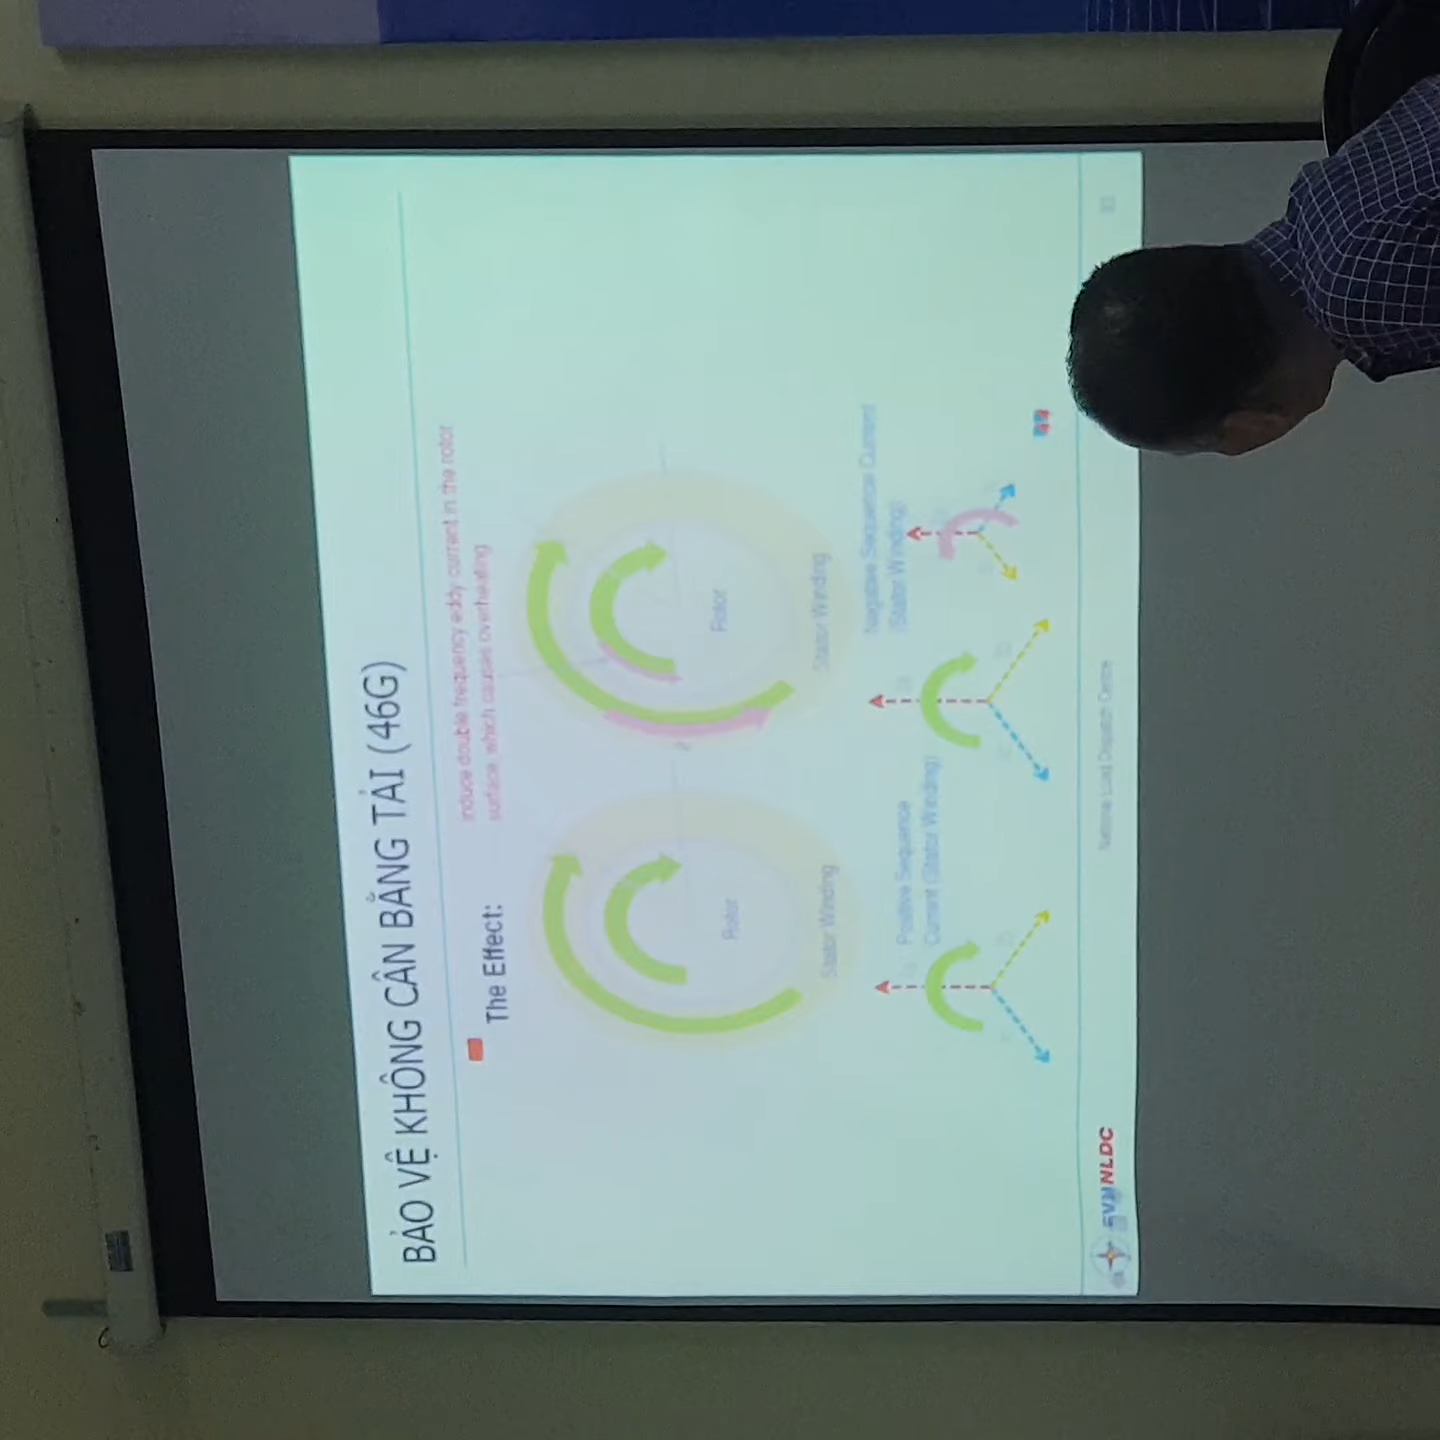 BẢO VỆ KHÔNG CÂN BẰNG TẢI (46G)
The Effect:
induce double frequency eddy current in the rotor
surface, which causes overheating
Rotor
Stator Winding
Rotor
Stator Winding
Positive Sequence
Current (Stator Winding)
Negative Sequence Current
(Stator Winding)
EVNNLDC
National Load Dispatch Centre